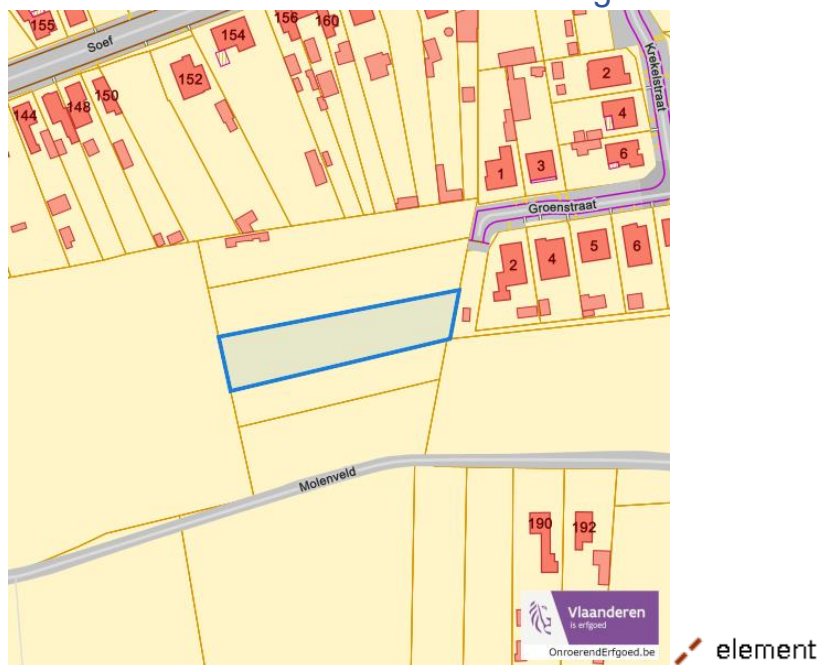 155
Soef
154
156
160
152
150
148
144
Krekelstraat
2
4
6
1
3
Groenstraat
2
4
5
6
Molenveld
190
192
Vlaanderen
is erfgoed
OnroerendErfgoed.be
element